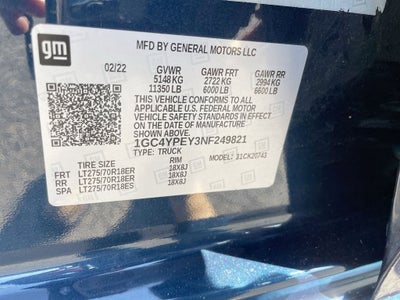 gm
MFD BY GENERAL MOTORS LLC
02/22 GVWR GAWR FRT GAWR RR
5148 KG 2722 KG 2994 KG
11350 LB 6000 LB 6600 LB
THIS VEHICLE CONFORMS TO ALL
APPLICABLE U.S. FEDERAL MOTOR
VEHICLE SAFETY STANDARDS IN EFFECT ON
THE DATE OF MANUFACTURE SHOWN ABOVE.
1GC4YPEY3NF249821
TYPE: TRUCK MODEL: 31CK20743
TIRE SIZE RIM
FRT LT275/70R18ER 18X8J
RR LT275/70R18ER 18X8J
SPA LT275/70R18ES 18X8J